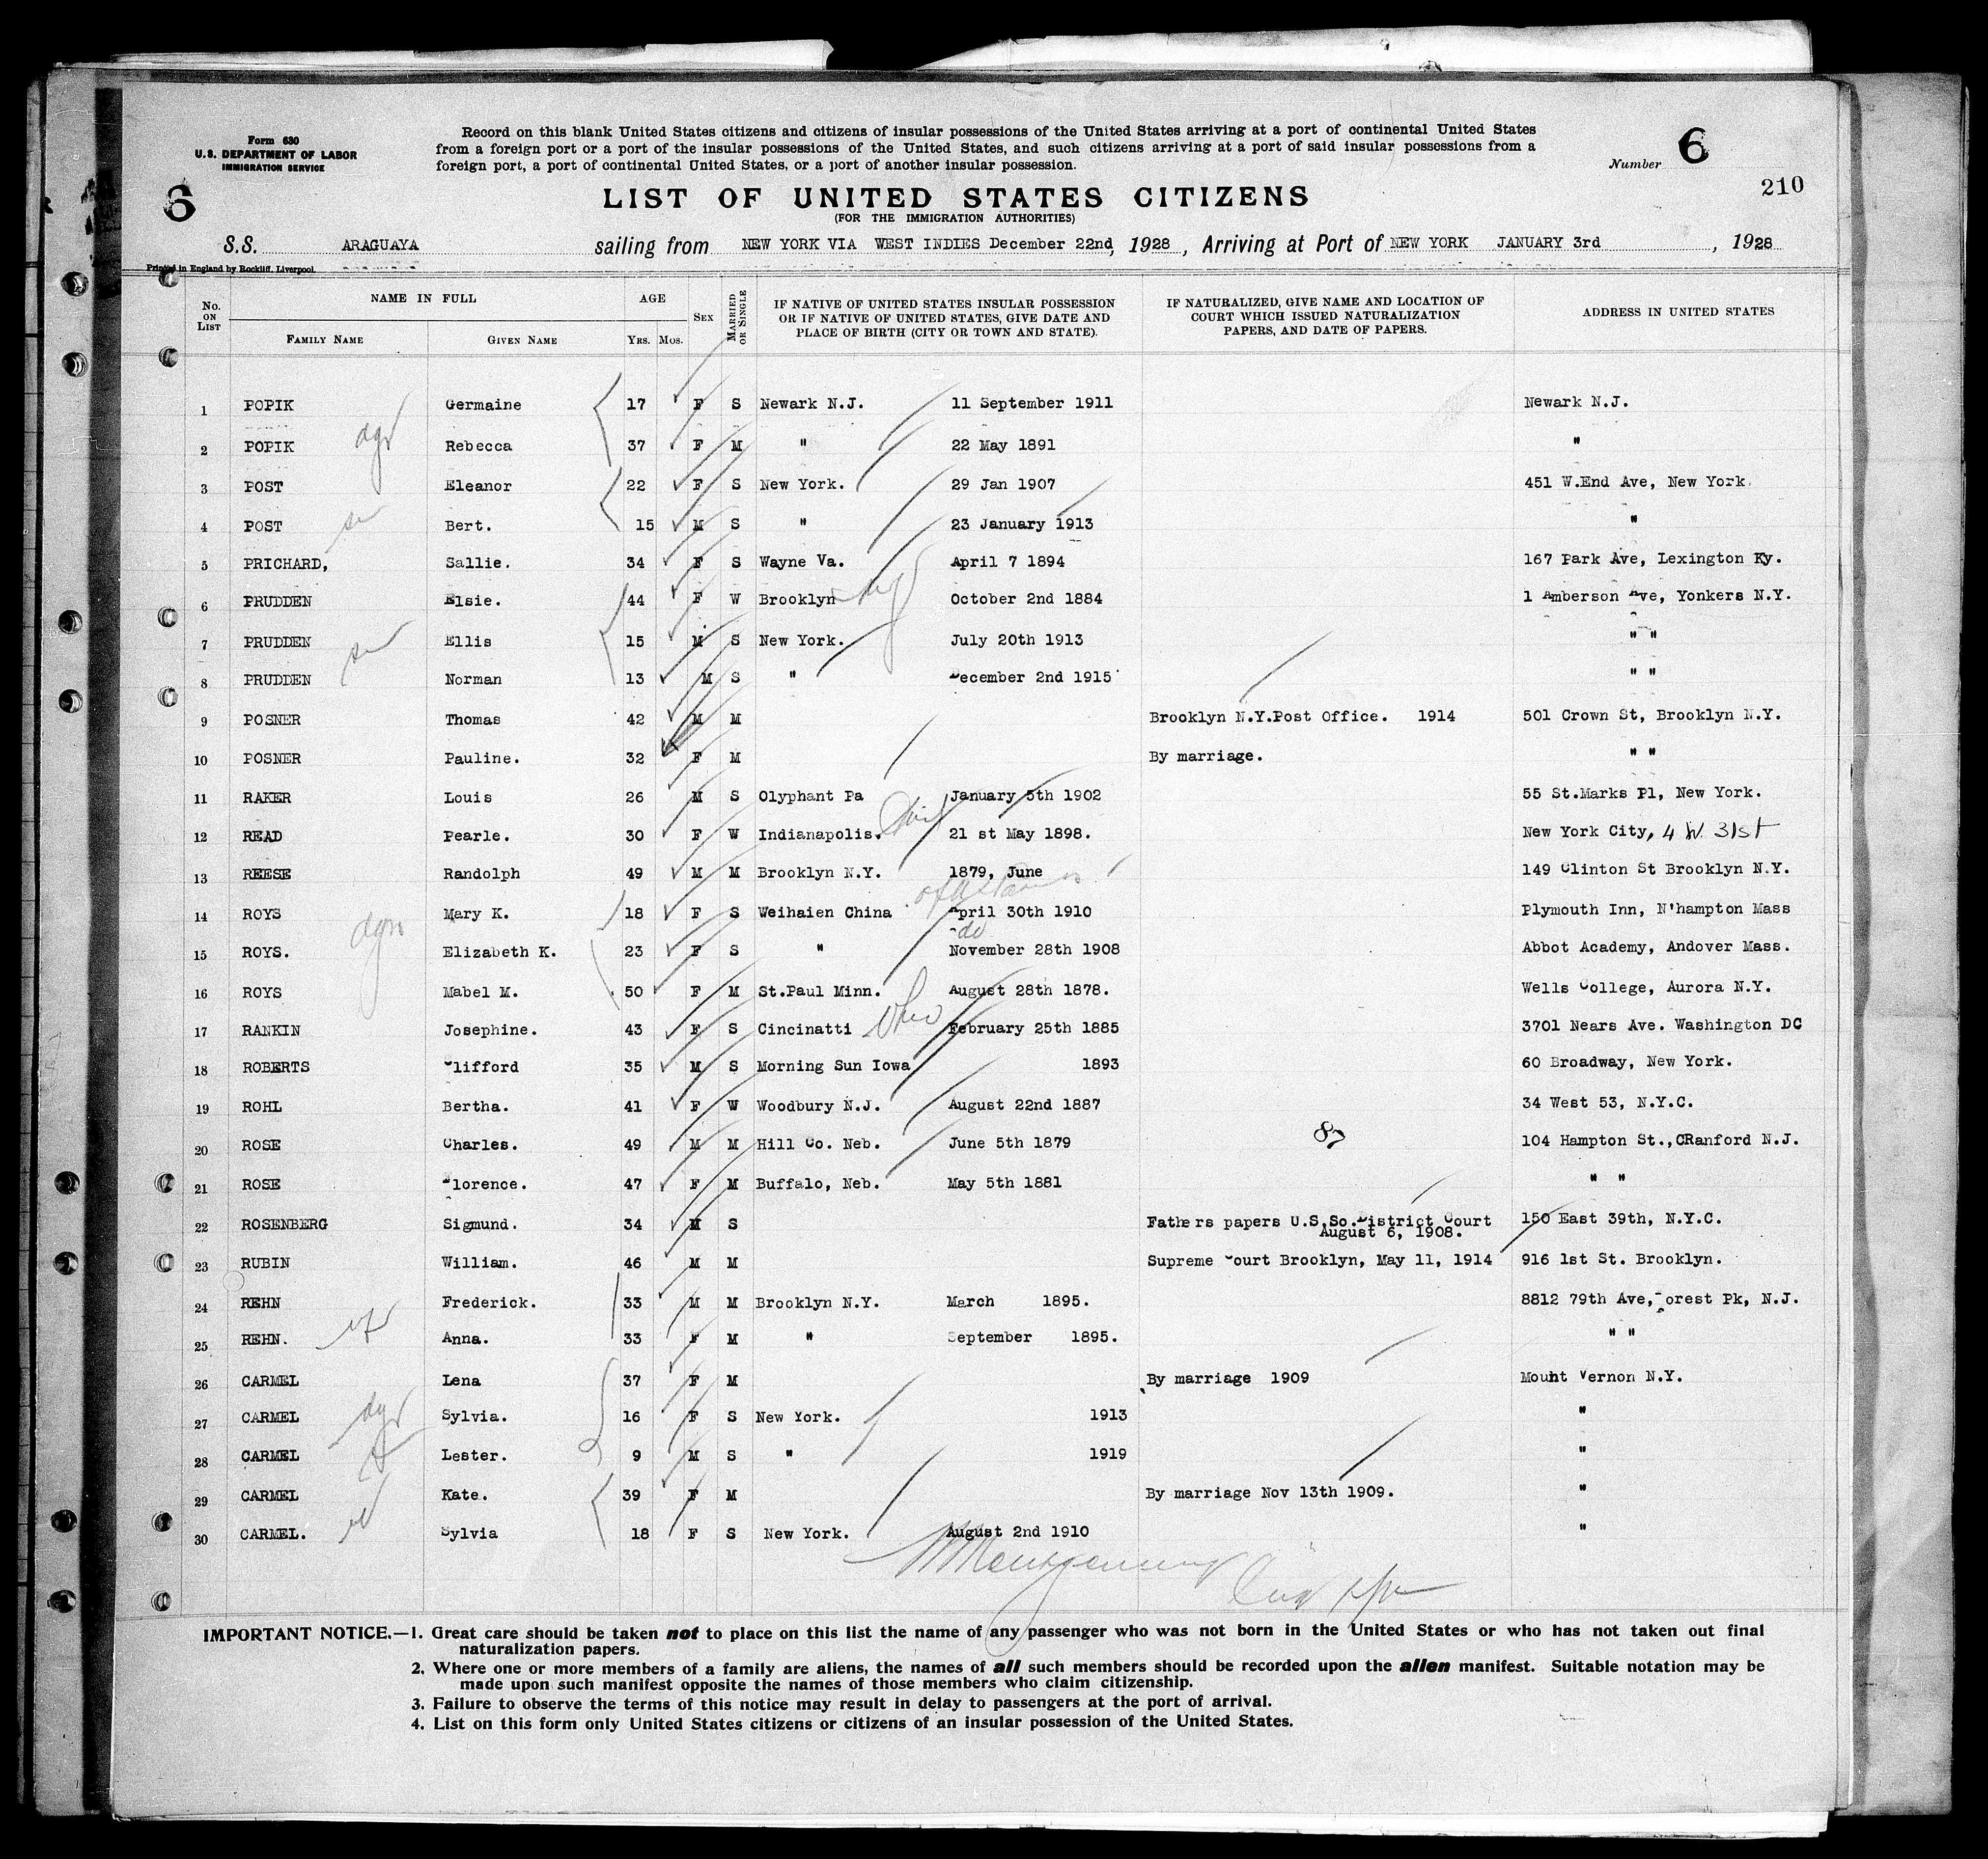 Form 630
U.S. DEPARTMENT OF LABOR
IMMIGRATION SERVICE
Record on this blank United States citizens and citizens of insular possessions of the United States arriving at a port of continental United States
from a foreign port or a port of the insular possessions of the United States, and such citizens arriving at a port of said insular possessions from a
foreign port, a port of continental United States, or a port of another insular possession.
Number 6
210
6
LIST OF UNITED STATES CITIZENS
(FOR THE IMMIGRATION AUTHORITIES)
S.S. ARAGUAYA sailing from NEW YORK VIA WEST INDIES December 22nd, 1928, Arriving at Port of NEW YORK JANUARY 3rd, 1928
Printed in England by Rockliff, Liverpool.
No. ON LIST NAME IN FULL FAMILY NAME GIVEN NAME AGE YRS. MOS. SEX MARRIED OR SINGLE IF NATIVE OF UNITED STATES INSULAR POSSESSION OR IF NATIVE OF UNITED STATES, GIVE DATE AND PLACE OF BIRTH (CITY OR TOWN AND STATE). IF NATURALIZED, GIVE NAME AND LOCATION OF COURT WHICH ISSUED NATURALIZATION PAPERS, AND DATE OF PAPERS. ADDRESS IN UNITED STATES
1 POPIK Germaine 17 F S Newark N.J. 11 September 1911 Newark N.J.
2 POPIK Rebecca 37 F M " 22 May 1891 "
3 POST Eleanor 22 F S New York. 29 Jan 1907 451 W.End Ave, New York
4 POST Bert. 15 M S " 23 January 1913 "
5 PRICHARD, Sallie. 34 F S Wayne Va. April 7 1894 167 Park Ave, Lexington Ky.
6 PRUDDEN Elsie. 44 F W Brooklyn October 2nd 1884 1 Amberson Ave, Yonkers N.Y.
7 PRUDDEN Ellis 15 M S New York. July 20th 1913 " "
8 PRUDDEN Norman 13 M S " December 2nd 1915 " "
9 POSNER Thomas 42 M M Brooklyn N.Y.Post Office. 1914 501 Crown St, Brooklyn N.Y.
10 POSNER Pauline. 32 F M By marriage. " "
11 RAKER Louis 26 M S Olyphant Pa January 5th 1902 55 St.Marks Pl, New York.
12 READ Pearle. 30 F W Indianapolis. 21 st May 1898. New York City, 4 W. 31st
13 REESE Randolph 49 M M Brooklyn N.Y. 1879, June 149 Clinton St Brooklyn N.Y.
14 ROYS Mary K. 18 F S Weihaien China April 30th 1910 Plymouth Inn, N'hampton Mass
do
15 ROYS. Elizabeth K. 23 F S " November 28th 1908 Abbot Academy, Andover Mass.
16 ROYS Mabel M. 50 F M St.Paul Minn. August 28th 1878. Wells College, Aurora N.Y.
17 RANKIN Josephine. 43 F S Cincinatti Ohio February 25th 1885 3701 Nears Ave. Washington DC
18 ROBERTS Clifford 35 M S Morning Sun Iowa 1893 60 Broadway, New York.
19 ROHL Bertha. 41 F W Woodbury N.J. August 22nd 1887 34 West 53, N.Y.C.
20 ROSE Charles. 49 M M Hill Co. Neb. June 5th 1879 87 104 Hampton St.,CRanford N.J.
21 ROSE Florence. 47 F M Buffalo, Neb. May 5th 1881 " "
22 ROSENBERG Sigmund. 34 M S Fathers papers U.S.So.District Court 150 East 39th, N.Y.C.
August 6, 1908.
23 RUBIN William. 46 M M Supreme Court Brooklyn, May 11, 1914 916 1st St. Brooklyn.
24 REHN Frederick. 33 M M Brooklyn N.Y. March 1895. 8812 79th Ave, Forest Pk, N.J.
25 REHN. Anna. 33 F M " September 1895. " "
26 CARMEL Lena 37 F M By marriage 1909 Mount Vernon N.Y.
27 CARMEL Sylvia. 16 F S New York. 1913 "
28 CARMEL Lester. 9 M S " 1919 "
29 CARMEL Kate. 39 F M By marriage Nov 13th 1909. "
30 CARMEL. Sylvia 18 F S New York. August 2nd 1910 "
IMPORTANT NOTICE.—1. Great care should be taken not to place on this list the name of any passenger who was not born in the United States or who has not taken out final
naturalization papers.
2. Where one or more members of a family are aliens, the names of all such members should be recorded upon the alien manifest. Suitable notation may be
made upon such manifest opposite the names of those members who claim citizenship.
3. Failure to observe the terms of this notice may result in delay to passengers at the port of arrival.
4. List on this form only United States citizens or citizens of an insular possession of the United States.